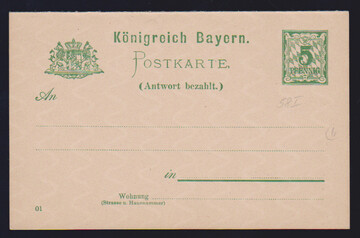 Königreich Bayern.
POSTKARTE.
(Antwort bezahlt.)
5
PFENNIG
An
in
Wohnung
(Strasse u. Hausnummer)
01